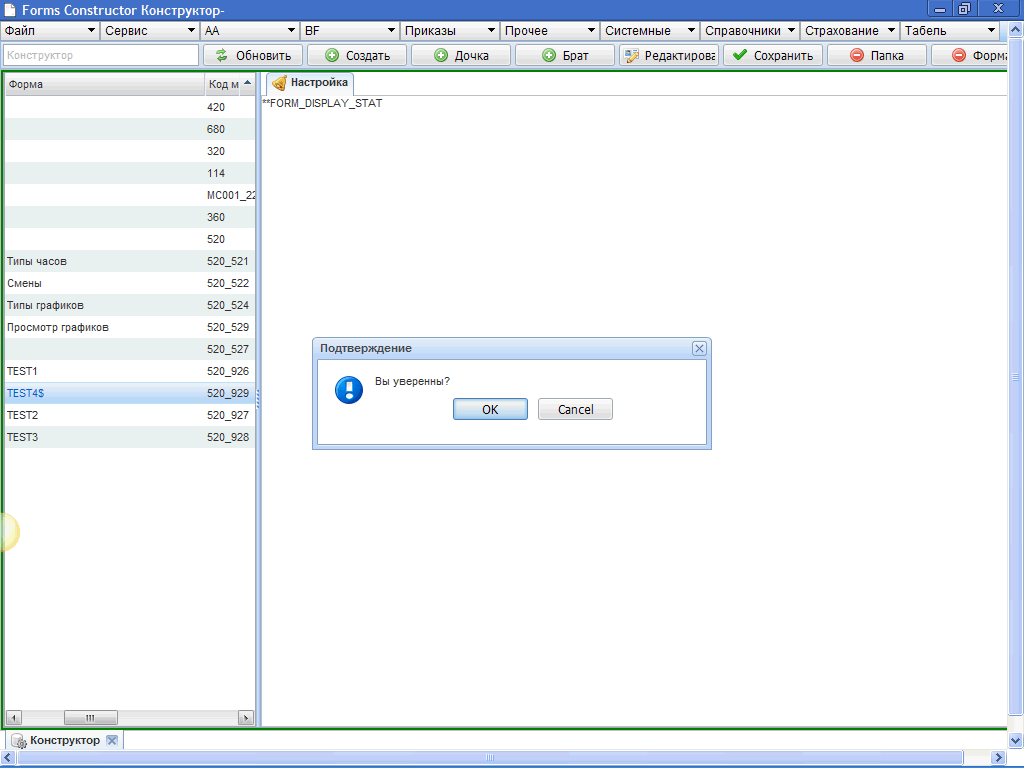 Forms Constructor Конструктор-
Файл Сервис AA BF Приказы Прочее Системные Справочники Страхование Табель
Конструктор Обновить Создать Дочка Брат Редактирова Сохранить Папка Форм
Форма Код м
Настройка
**FORM_DISPLAY_STAT
420
680
320
114
MC001_22
360
520
Типы часов 520_521
Смены 520_522
Типы графиков 520_524
Просмотр графиков 520_529
520_527
TEST1 520_926
TEST4$ 520_929
TEST2 520_927
TEST3 520_928
Подтверждение
Вы уверенны?
OK Cancel
Конструктор